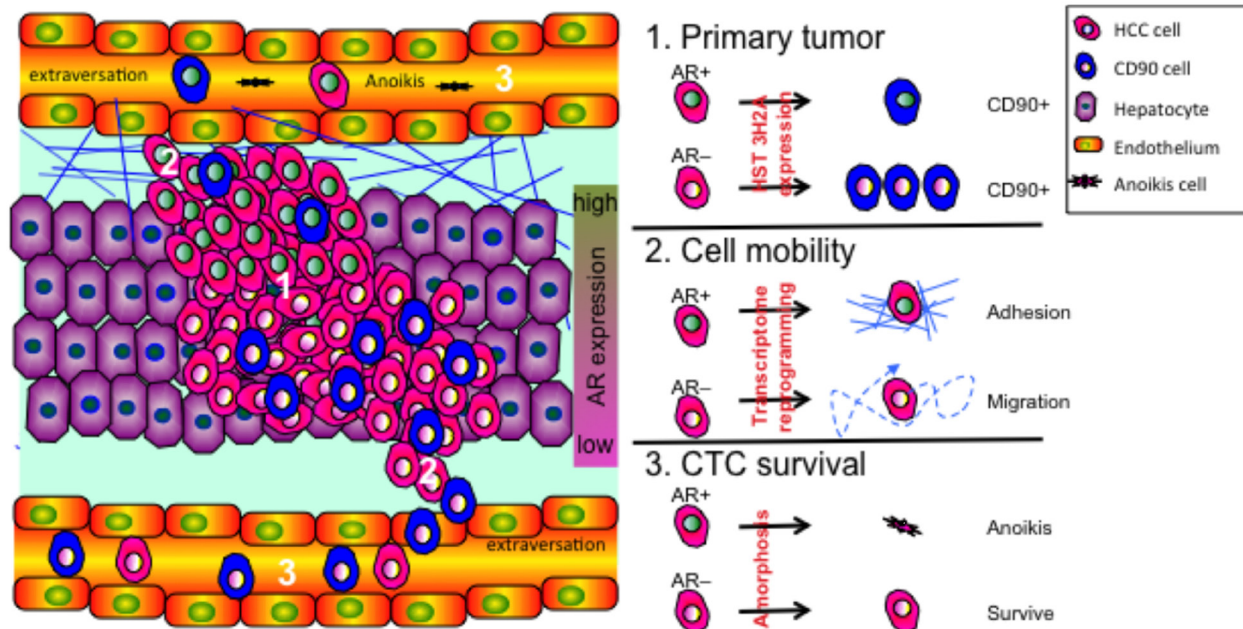 extraversation
Anoikis
3
2
1
high
AR expression
low
2
extraversation
3
1. Primary tumor
AR+
HST 3H2A
expression
CD90+
AR–
CD90+
2. Cell mobility
AR+
Transcriptome
reprogramming
Adhesion
AR–
Migration
3. CTC survival
AR+
Amorphosis
Anoikis
AR–
Survive
HCC cell
CD90 cell
Hepatocyte
Endothelium
Anoikis cell